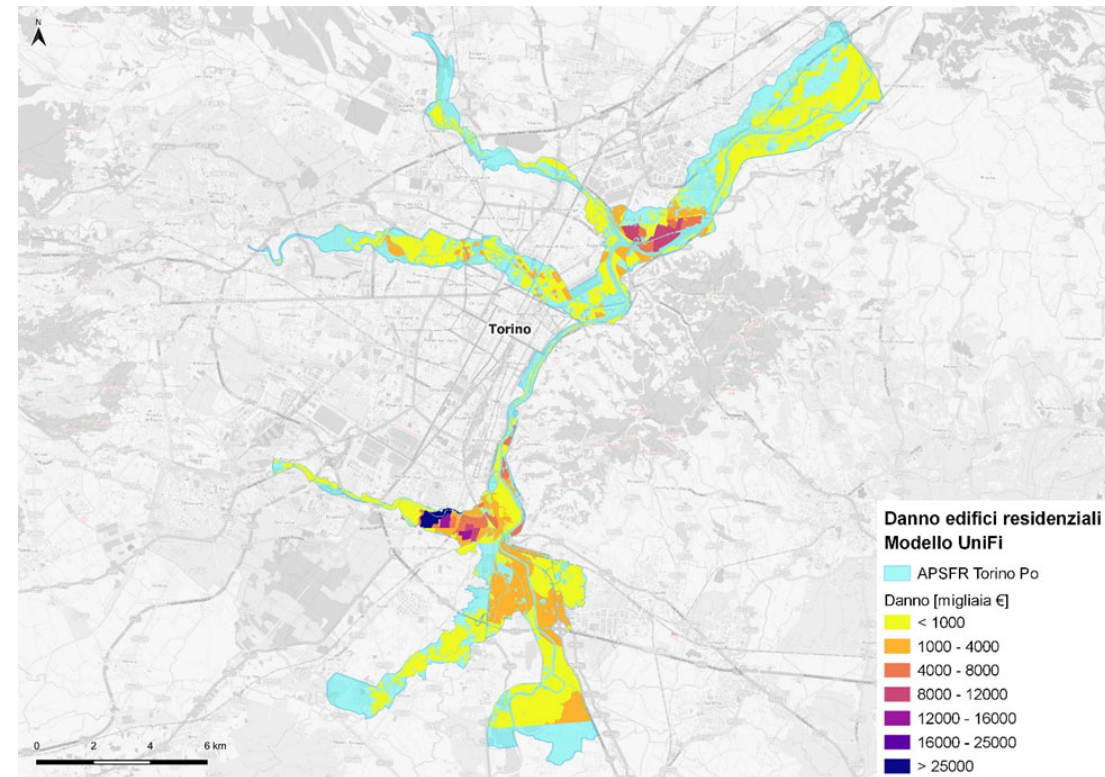 N
Torino
0 2 4 6 km
Danno edifici residenziali
Modello UniFi
APSFR Torino Po
Danno [migliaia €]
< 1000
1000 - 4000
4000 - 8000
8000 - 12000
12000 - 16000
16000 - 25000
> 25000